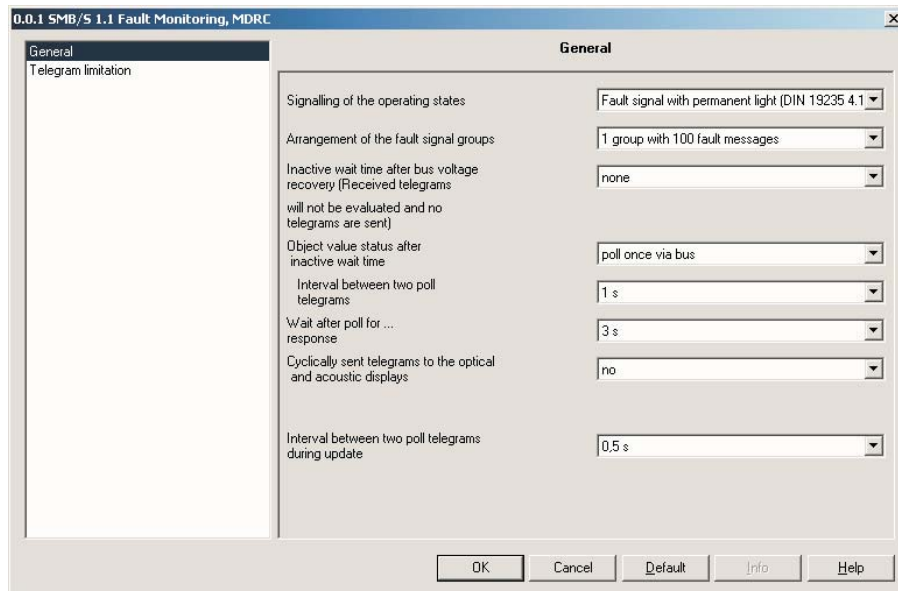 0.0.1 SMB/S 1.1 Fault Monitoring, MDRC
General
Telegram limitation
General
Signalling of the operating states
Fault signal with permanent light (DIN 19235 4.1
Arrangement of the fault signal groups
1 group with 100 fault messages
Inactive wait time after bus voltage
recovery (Received telegrams
none
will not be evaluated and no
telegrams are sent)
Object value status after
inactive wait time
poll once via bus
Interval between two poll
telegrams
1 s
Wait after poll for ...
response
3 s
Cyclically sent telegrams to the optical
and acoustic displays
no
Interval between two poll telegrams
during update
0,5 s
OK
Cancel
Default
Info
Help